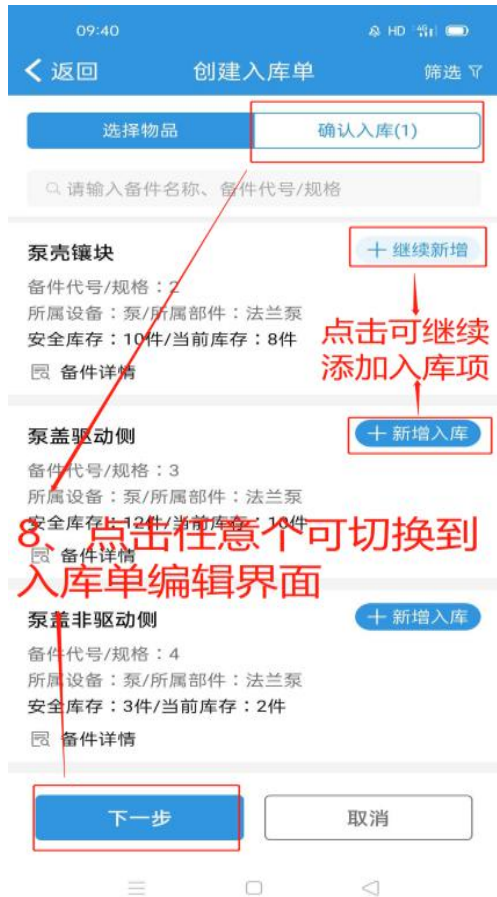 09:40
HD 4G
返回
创建入库单
筛选
选择物品
确认入库(1)
请输入备件名称、备件代号/规格
泵壳镶块
继续新增
备件代号/规格：2
所属设备：泵/所属部件：法兰泵
安全库存：10件/当前库存：8件
备件详情
点击可继续
添加入库项
泵盖驱动侧
新增入库
备件代号/规格：3
所属设备：泵/所属部件：法兰泵
安全库存：12件/当前库存：10件
备件详情
8、点击任意个可切换到
入库单编辑界面
泵盖非驱动侧
新增入库
备件代号/规格：4
所属设备：泵/所属部件：法兰泵
安全库存：3件/当前库存：2件
备件详情
下一步
取消